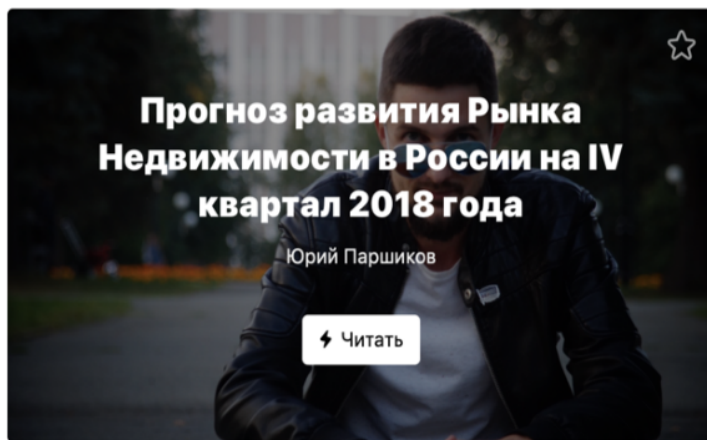 Прогноз развития Рынка
Недвижимости в России на IV
квартал 2018 года
Юрий Паршиков
Читать